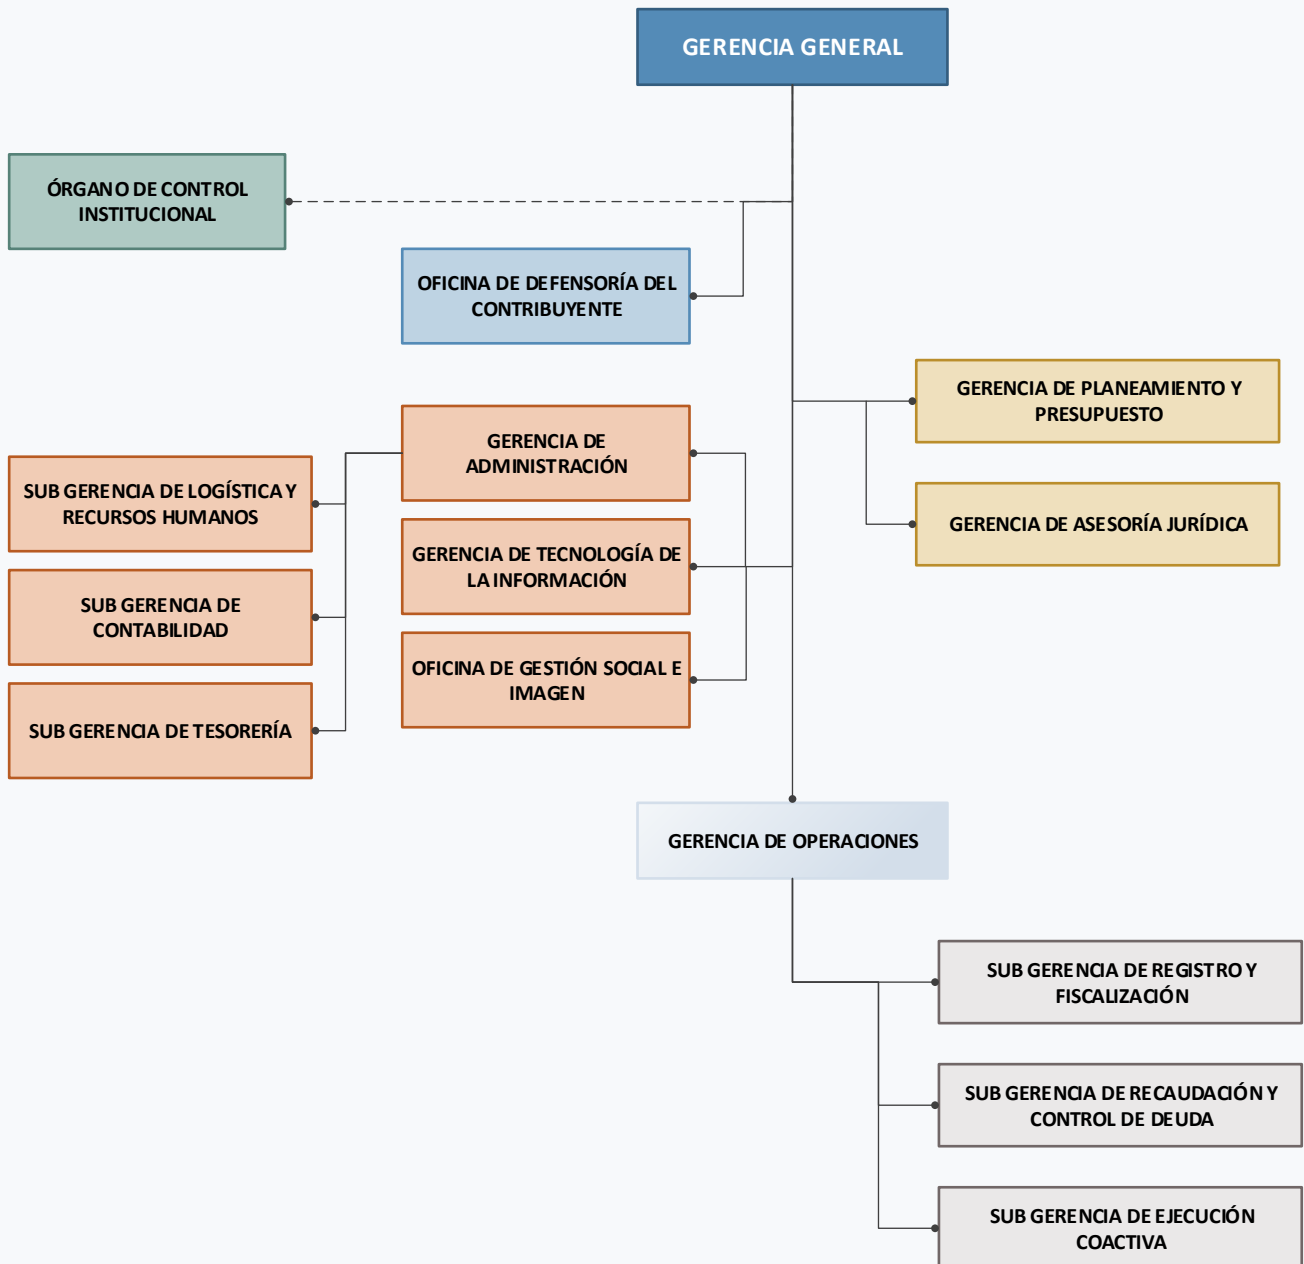 GERENCIA GENERAL
ÓRGANO DE CONTROL
INSTITUCIONAL
OFICINA DE DEFENSORÍA DEL
CONTRIBUYENTE
GERENCIA DE PLANEAMIENTO Y
PRESUPUESTO
GERENCIA DE ASESORÍA JURÍDICA
GERENCIA DE
ADMINISTRACIÓN
SUB GERENCIA DE LOGÍSTICA Y
RECURSOS HUMANOS
GERENCIA DE TECNOLOGÍA DE
LA INFORMACIÓN
SUB GERENCIA DE
CONTABILIDAD
OFICINA DE GESTIÓN SOCIAL E
IMAGEN
SUB GERENCIA DE TESORERÍA
GERENCIA DE OPERACIONES
SUB GERENCIA DE REGISTRO Y
FISCALIZACIÓN
SUB GERENCIA DE RECAUDACIÓN Y
CONTROL DE DEUDA
SUB GERENCIA DE EJECUCIÓN
COACTIVA